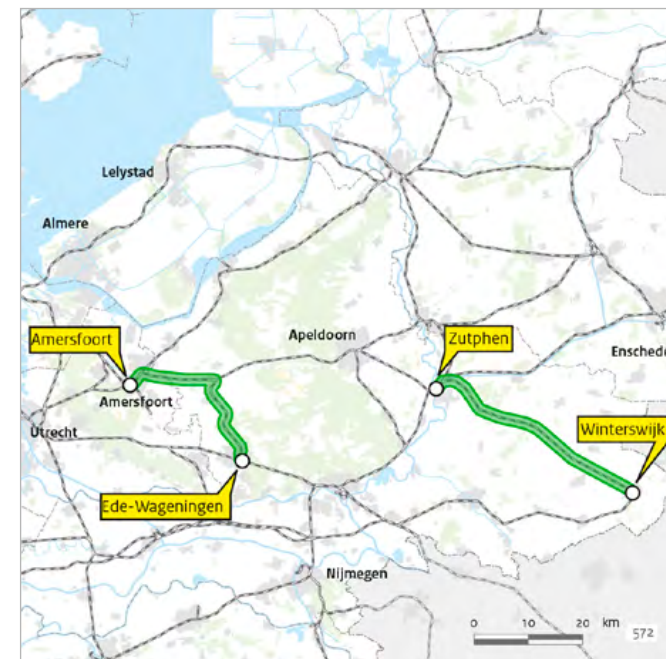 Lelystad
Almere
Amersfoort
Apeldoorn
Zutphen
Enschede
Amersfoort
Utrecht
Winterswijk
Ede-Wageningen
Nijmegen
0 10 20 km
572